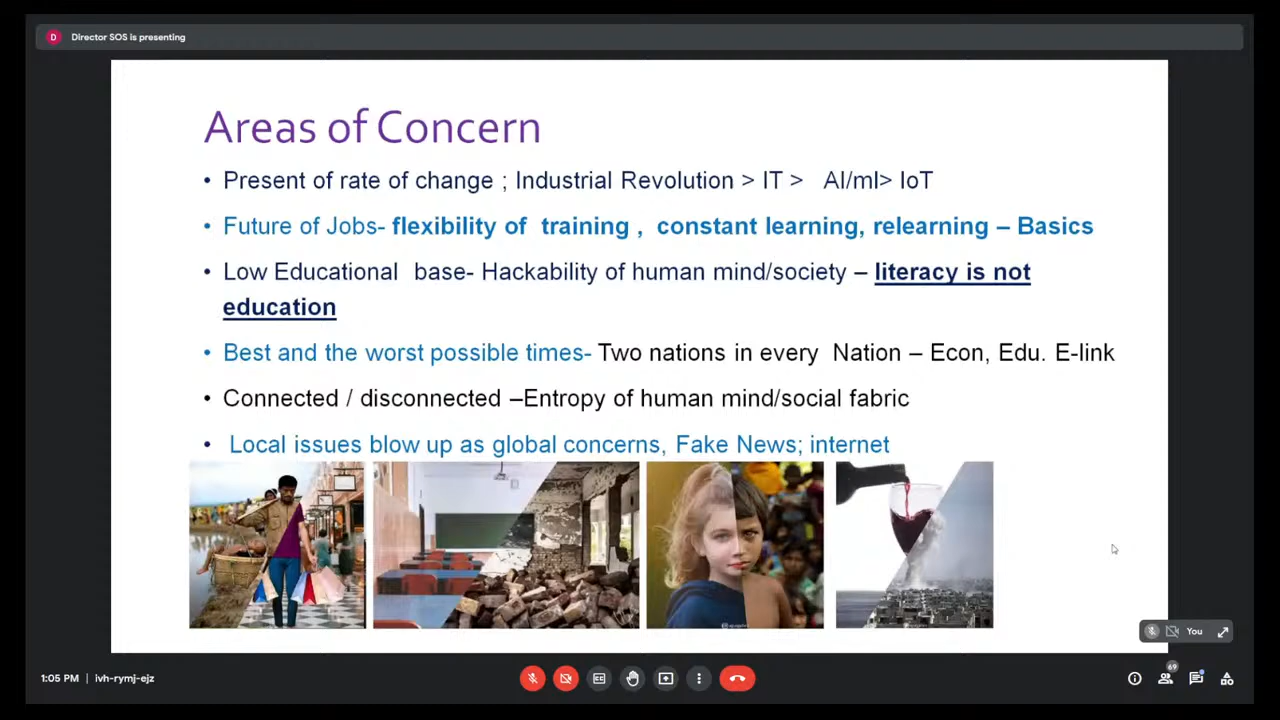 D Director SOS is presenting
Areas of Concern
• Present of rate of change ; Industrial Revolution > IT > AI/ml> IoT
• Future of Jobs- flexibility of training , constant learning, relearning – Basics
• Low Educational base- Hackability of human mind/society – literacy is not
education
• Best and the worst possible times- Two nations in every Nation – Econ, Edu. E-link
• Connected / disconnected –Entropy of human mind/social fabric
• Local issues blow up as global concerns, Fake News; internet
You
1:05 PM | ivh-rymj-ejz
69